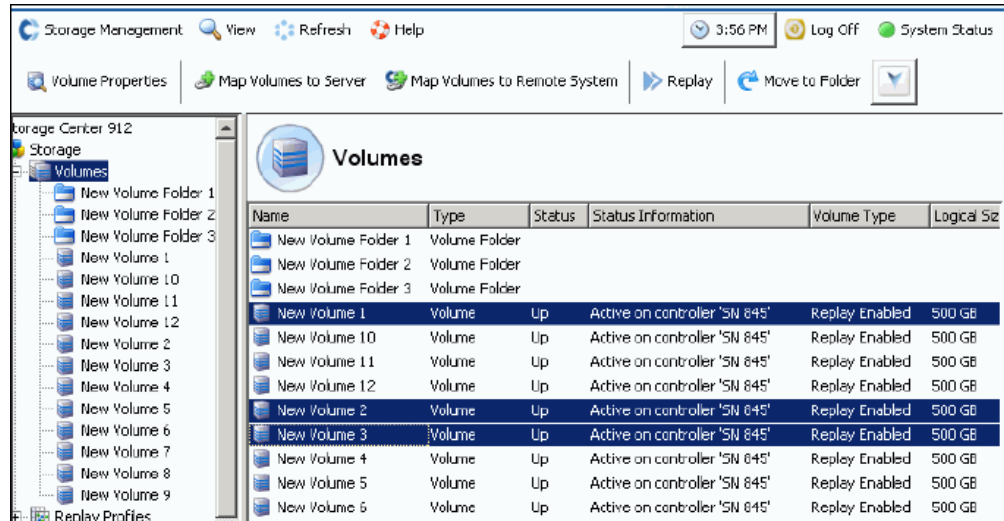 Storage Management View Refresh Help 3:56 PM Log Off System Status
Volume Properties Map Volumes to Server Map Volumes to Remote System Replay Move to Folder
torage Center 912
Storage
Volumes
New Volume Folder 1
New Volume Folder 2
New Volume Folder 3
New Volume 1
New Volume 10
New Volume 11
New Volume 12
New Volume 2
New Volume 3
New Volume 4
New Volume 5
New Volume 6
New Volume 7
New Volume 8
New Volume 9
Replay Profiles
Volumes
Name Type Status Status Information Volume Type Logical Siz
New Volume Folder 1 Volume Folder
New Volume Folder 2 Volume Folder
New Volume Folder 3 Volume Folder
New Volume 1 Volume Up Active on controller 'SN 845' Replay Enabled 500 GB
New Volume 10 Volume Up Active on controller 'SN 845' Replay Enabled 500 GB
New Volume 11 Volume Up Active on controller 'SN 845' Replay Enabled 500 GB
New Volume 12 Volume Up Active on controller 'SN 845' Replay Enabled 500 GB
New Volume 2 Volume Up Active on controller 'SN 845' Replay Enabled 500 GB
New Volume 3 Volume Up Active on controller 'SN 845' Replay Enabled 500 GB
New Volume 4 Volume Up Active on controller 'SN 845' Replay Enabled 500 GB
New Volume 5 Volume Up Active on controller 'SN 845' Replay Enabled 500 GB
New Volume 6 Volume Up Active on controller 'SN 845' Replay Enabled 500 GB